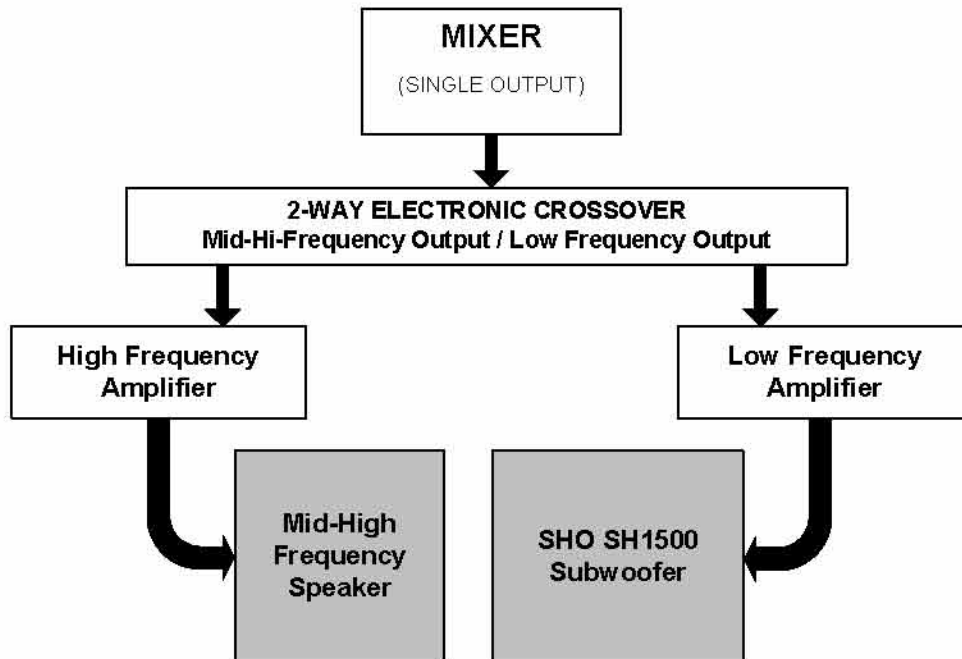 MIXER
(SINGLE OUTPUT)
2-WAY ELECTRONIC CROSSOVER
Mid-Hi-Frequency Output / Low Frequency Output
High Frequency
Amplifier
Low Frequency
Amplifier
Mid-High
Frequency
Speaker
SHO SH1500
Subwoofer